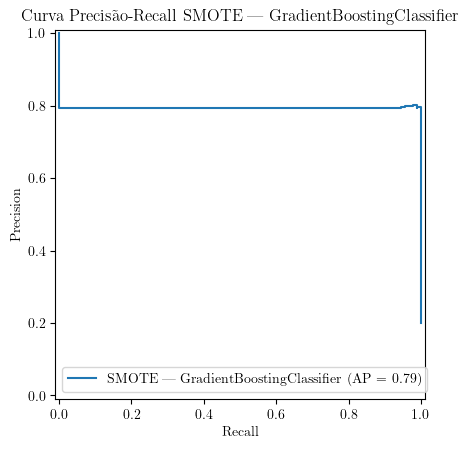 Curva Precisão-Recall SMOTE — GradientBoostingClassifier
1.0
0.8
0.6
0.4
0.2
0.0
Precision
SMOTE — GradientBoostingClassifier (AP = 0.79)
0.0 0.2 0.4 0.6 0.8 1.0
Recall